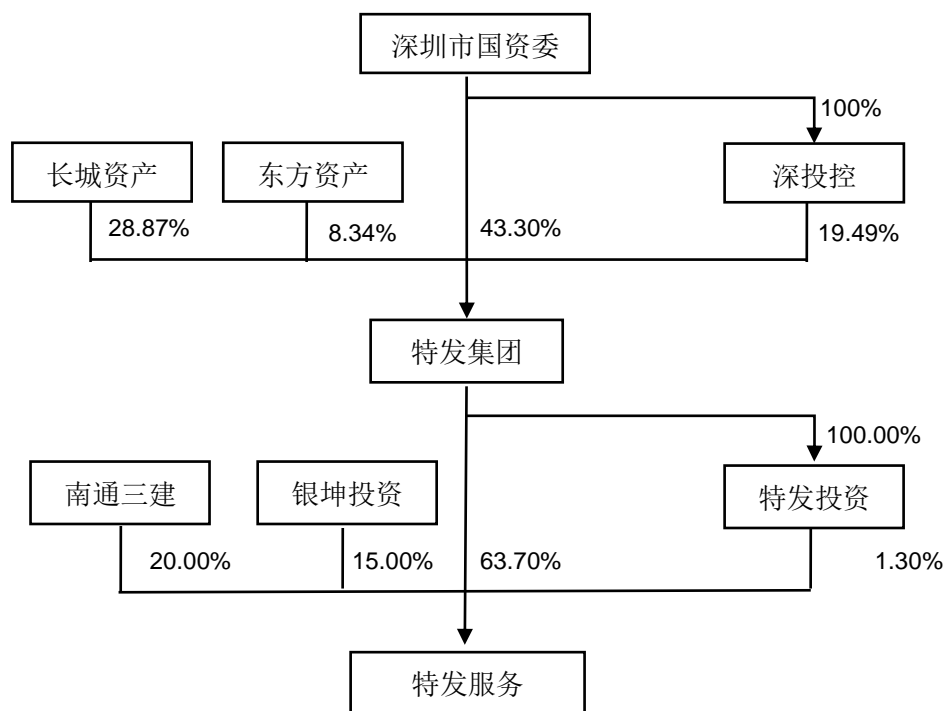 深圳市国资委
100%
长城资产
东方资产
深投控
28.87%
8.34%
43.30%
19.49%
特发集团
100.00%
南通三建
银坤投资
特发投资
20.00%
15.00%
63.70%
1.30%
特发服务